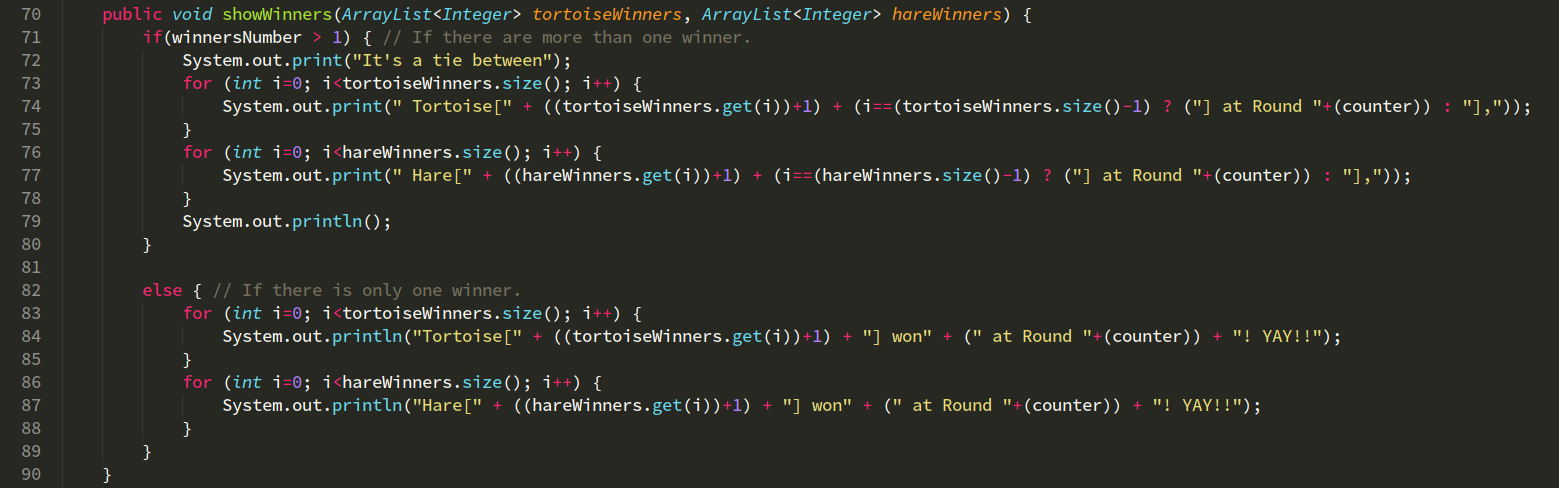 70 public void showWinners(ArrayList<Integer> tortoiseWinners, ArrayList<Integer> hareWinners) {
71 if(winnersNumber > 1) { // If there are more than one winner.
72 System.out.print("It's a tie between");
73 for (int i=0; i<tortoiseWinners.size(); i++) {
74 System.out.print(" Tortoise[" + ((tortoiseWinners.get(i))+1) + (i==(tortoiseWinners.size()-1) ? ("] at Round "+(counter)) : "],"));
75 }
76 for (int i=0; i<hareWinners.size(); i++) {
77 System.out.print(" Hare[" + ((hareWinners.get(i))+1) + (i==(hareWinners.size()-1) ? ("] at Round "+(counter)) : "],"));
78 }
79 System.out.println();
80 }
81
82 else { // If there is only one winner.
83 for (int i=0; i<tortoiseWinners.size(); i++) {
84 System.out.println("Tortoise[" + ((tortoiseWinners.get(i))+1) + "] won" + (" at Round "+(counter)) + "! YAY!!");
85 }
86 for (int i=0; i<hareWinners.size(); i++) {
87 System.out.println("Hare[" + ((hareWinners.get(i))+1) + "] won" + (" at Round "+(counter)) + "! YAY!!");
88 }
89 }
90 }